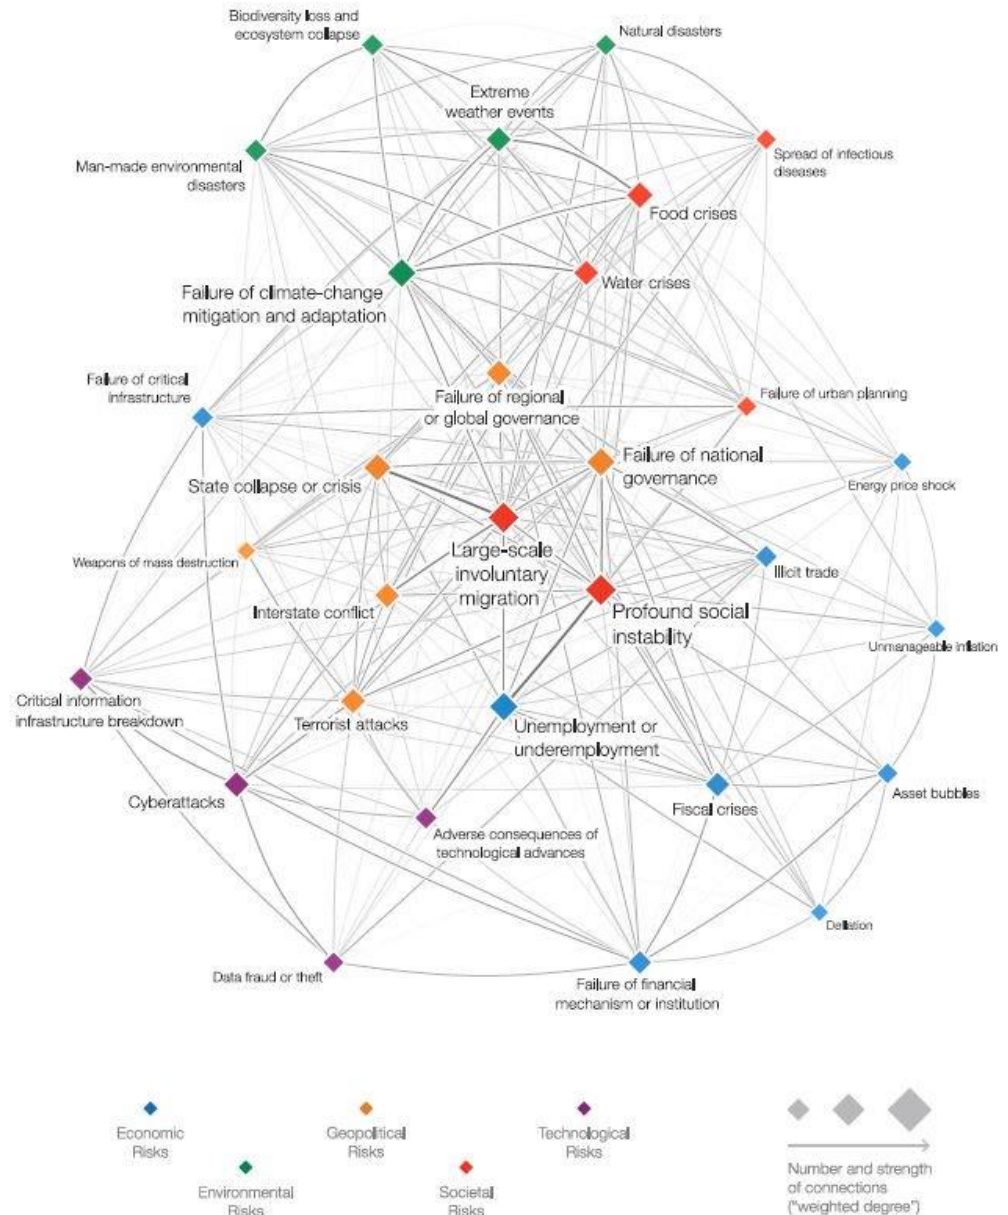 Biodiversity loss and
ecosystem collapse
Natural disasters
Extreme
weather events
Man-made environmental
disasters
Spread of infectious
diseases
Food crises
Water crises
Failure of climate-change
mitigation and adaptation
Failure of critical
infrastructure
Failure of regional
or global governance
Failure of urban planning
State collapse or crisis
Failure of national
governance
Energy price shock
Weapons of mass destruction
Large-scale
involuntary
migration
Illicit trade
Interstate conflict
Profound social
instability
Unmanageable inflation
Critical information
infrastructure breakdown
Terrorist attacks
Unemployment or
underemployment
Cyberattacks
Fiscal crises
Asset bubbles
Adverse consequences of
technological advances
Deflation
Data fraud or theft
Failure of financial
mechanism or institution
Economic
Risks
Geopolitical
Risks
Technological
Risks
Environmental
Risks
Societal
Risks
Number and strength
of connections
("weighted degree")